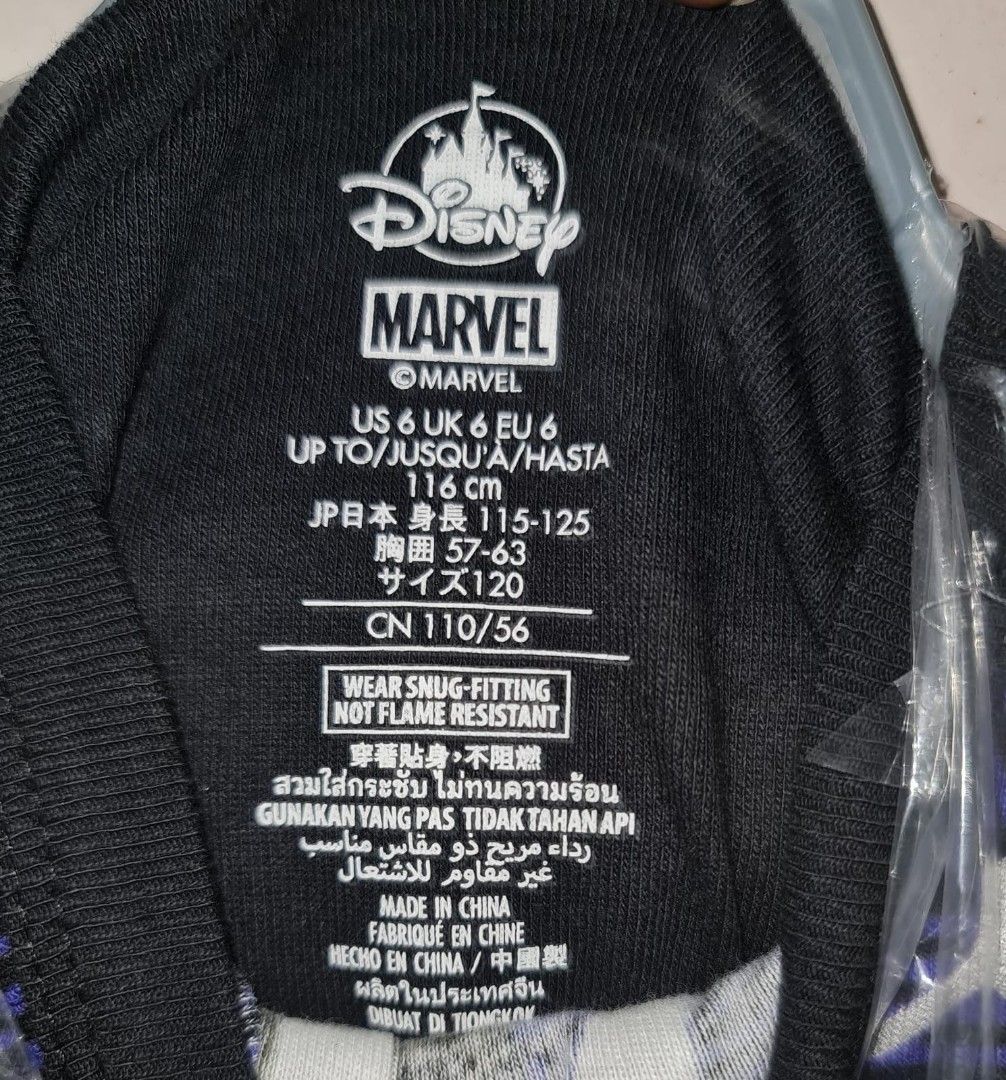 Disney
MARVEL
©MARVEL
US 6 UK 6 EU 6
UP TO/JUSQU'À/HASTA
116 cm
JP日本 身長 115-125
胸囲 57-63
サイズ120
CN 110/56
WEAR SNUG-FITTING
NOT FLAME RESISTANT
穿著貼身，不阻燃
สวมใส่กระชับ ไม่ทนความร้อน
GUNAKAN YANG PAS TIDAK TAHAN API
رداء مريح ذو مقاس مناسب
غير مقاوم للاشتعال
MADE IN CHINA
FABRIQUÉ EN CHINE
HECHO EN CHINA / 中國製
ผลิตในประเทศจีน
DIBUAT DI TIONGKOK